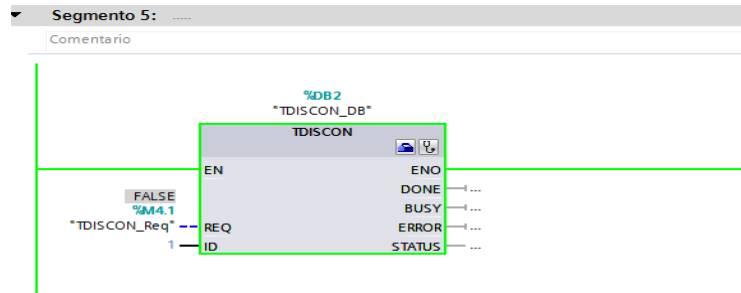 Segmento 5: .....
Comentario
%DB2
"TDISCON_DB"
TDISCON
EN ENO
DONE ...
FALSE
%M4.1
BUSY ...
"TDISCON_Req" REQ ERROR ...
1 ID STATUS ...